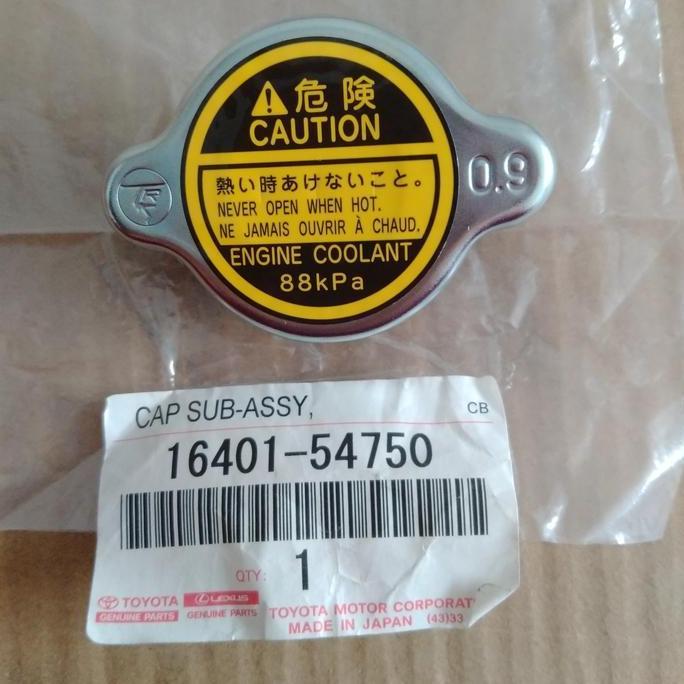 危険
CAUTION
熱い時あけないこと。
NEVER OPEN WHEN HOT.
NE JAMAIS OUVRIR À CHAUD.
ENGINE COOLANT
88kPa
0.9
CAP SUB-ASSY,
CB
16401-54750
QTY: 1
TOYOTA
GENUINE PARTS
LEXUS
GENUINE PARTS
TOYOTA MOTOR CORPORAT
MADE IN JAPAN (43)33